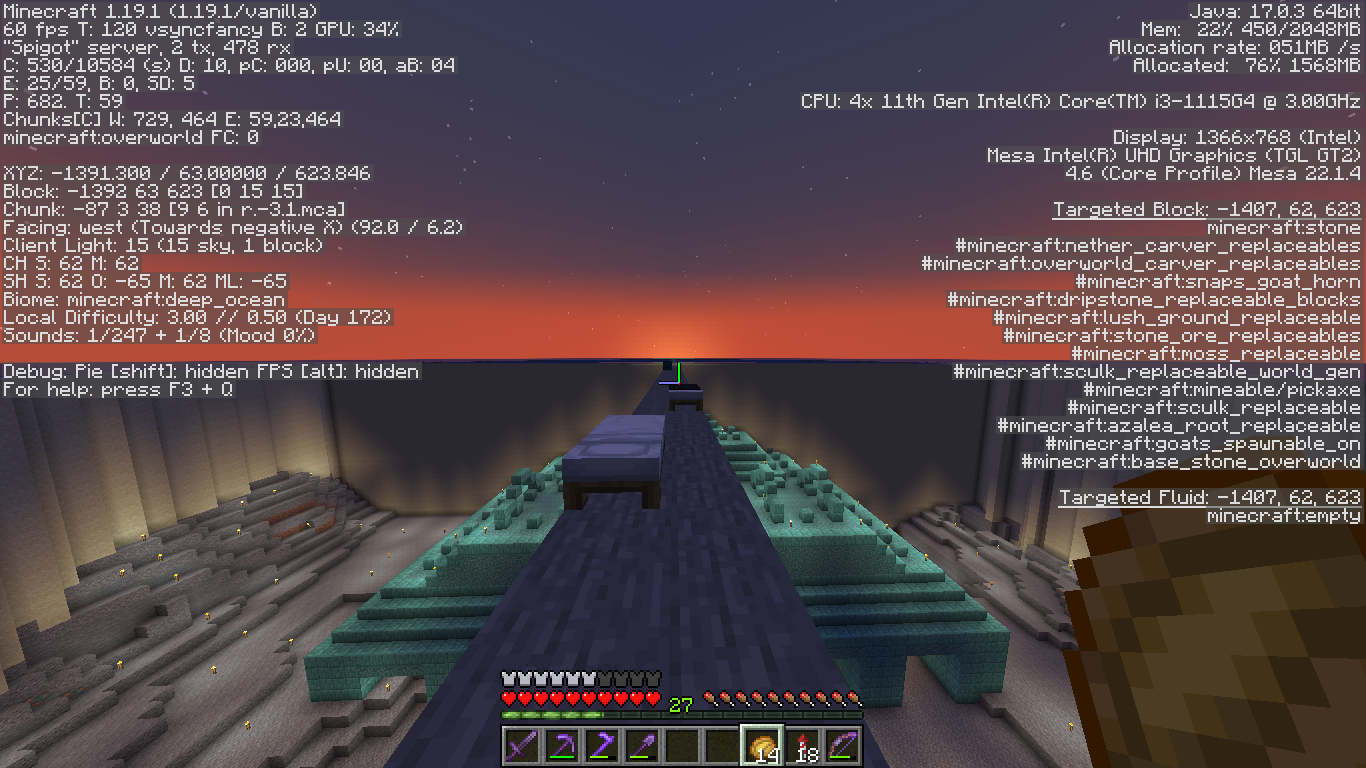 Minecraft 1.19.1 (1.19.1/vanilla)
60 fps T: 120 vsyncfancy B: 2 GPU: 34%
"Spigot" server, 2 tx, 478 rx
C: 530/10584 (s) D: 10, pC: 000, pU: 00, aB: 04
E: 25/59, B: 0, SD: 5
P: 682. T: 59
Chunks[C] W: 729, 464 E: 59,23,464
minecraft:overworld FC: 0
XYZ: -1391.300 / 63.00000 / 623.846
Block: -1392 63 623 [0 15 15]
Chunk: -87 3 38 [9 6 in r.-3.1.mca]
Facing: west (Towards negative X) (92.0 / 6.2)
Client Light: 15 (15 sky, 1 block)
CH S: 62 M: 62
SH S: 62 O: -65 M: 62 ML: -65
Biome: minecraft:deep_ocean
Local Difficulty: 3.00 // 0.50 (Day 172)
Sounds: 1/247 + 1/8 (Mood 0%)
Debug: Pie [shift]: hidden FPS [alt]: hidden
For help: press F3 + Q
Java: 17.0.3 64bit
Mem: 22% 450/2048MB
Allocation rate: 051MB /s
Allocated: 76% 1568MB
CPU: 4x 11th Gen Intel(R) Core(TM) i3-1115G4 @ 3.00GHz
Display: 1366x768 (Intel)
Mesa Intel(R) UHD Graphics (TGL GT2)
4.6 (Core Profile) Mesa 22.1.4
Targeted Block: -1407, 62, 623
minecraft:stone
#minecraft:nether_carver_replaceables
#minecraft:overworld_carver_replaceables
#minecraft:snaps_goat_horn
#minecraft:dripstone_replaceable_blocks
#minecraft:lush_ground_replaceable
#minecraft:stone_ore_replaceables
#minecraft:moss_replaceable
#minecraft:sculk_replaceable_world_gen
#minecraft:mineable/pickaxe
#minecraft:sculk_replaceable
#minecraft:azalea_root_replaceable
#minecraft:goats_spawnable_on
#minecraft:base_stone_overworld
Targeted Fluid: -1407, 62, 623
minecraft:empty
27
14
18